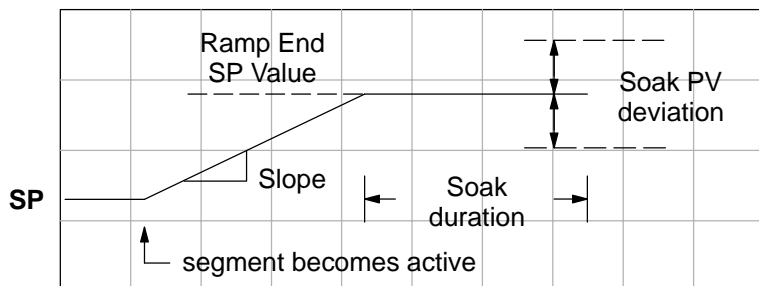 Ramp End
SP Value
Soak PV
deviation
Slope
Soak
duration
SP
segment becomes active